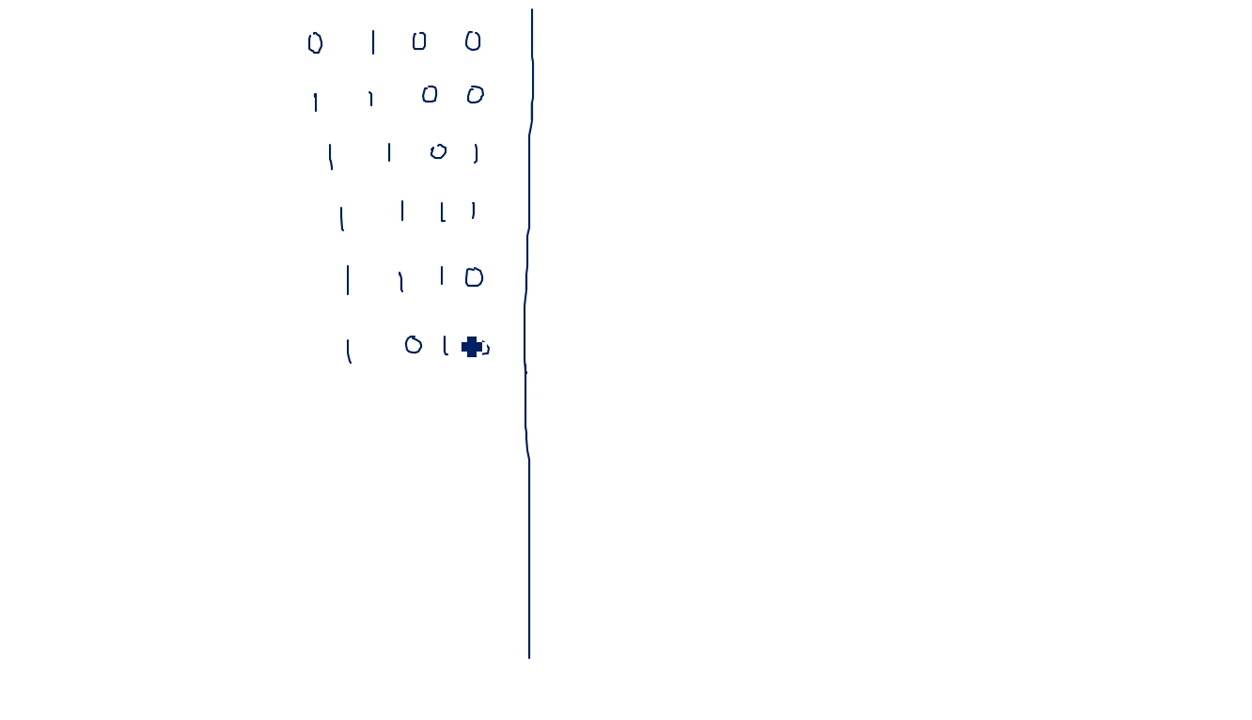 0 1 0 0
1 1 0 0
1 1 0 1
1 1 1 1
1 1 1 0
1 0 1